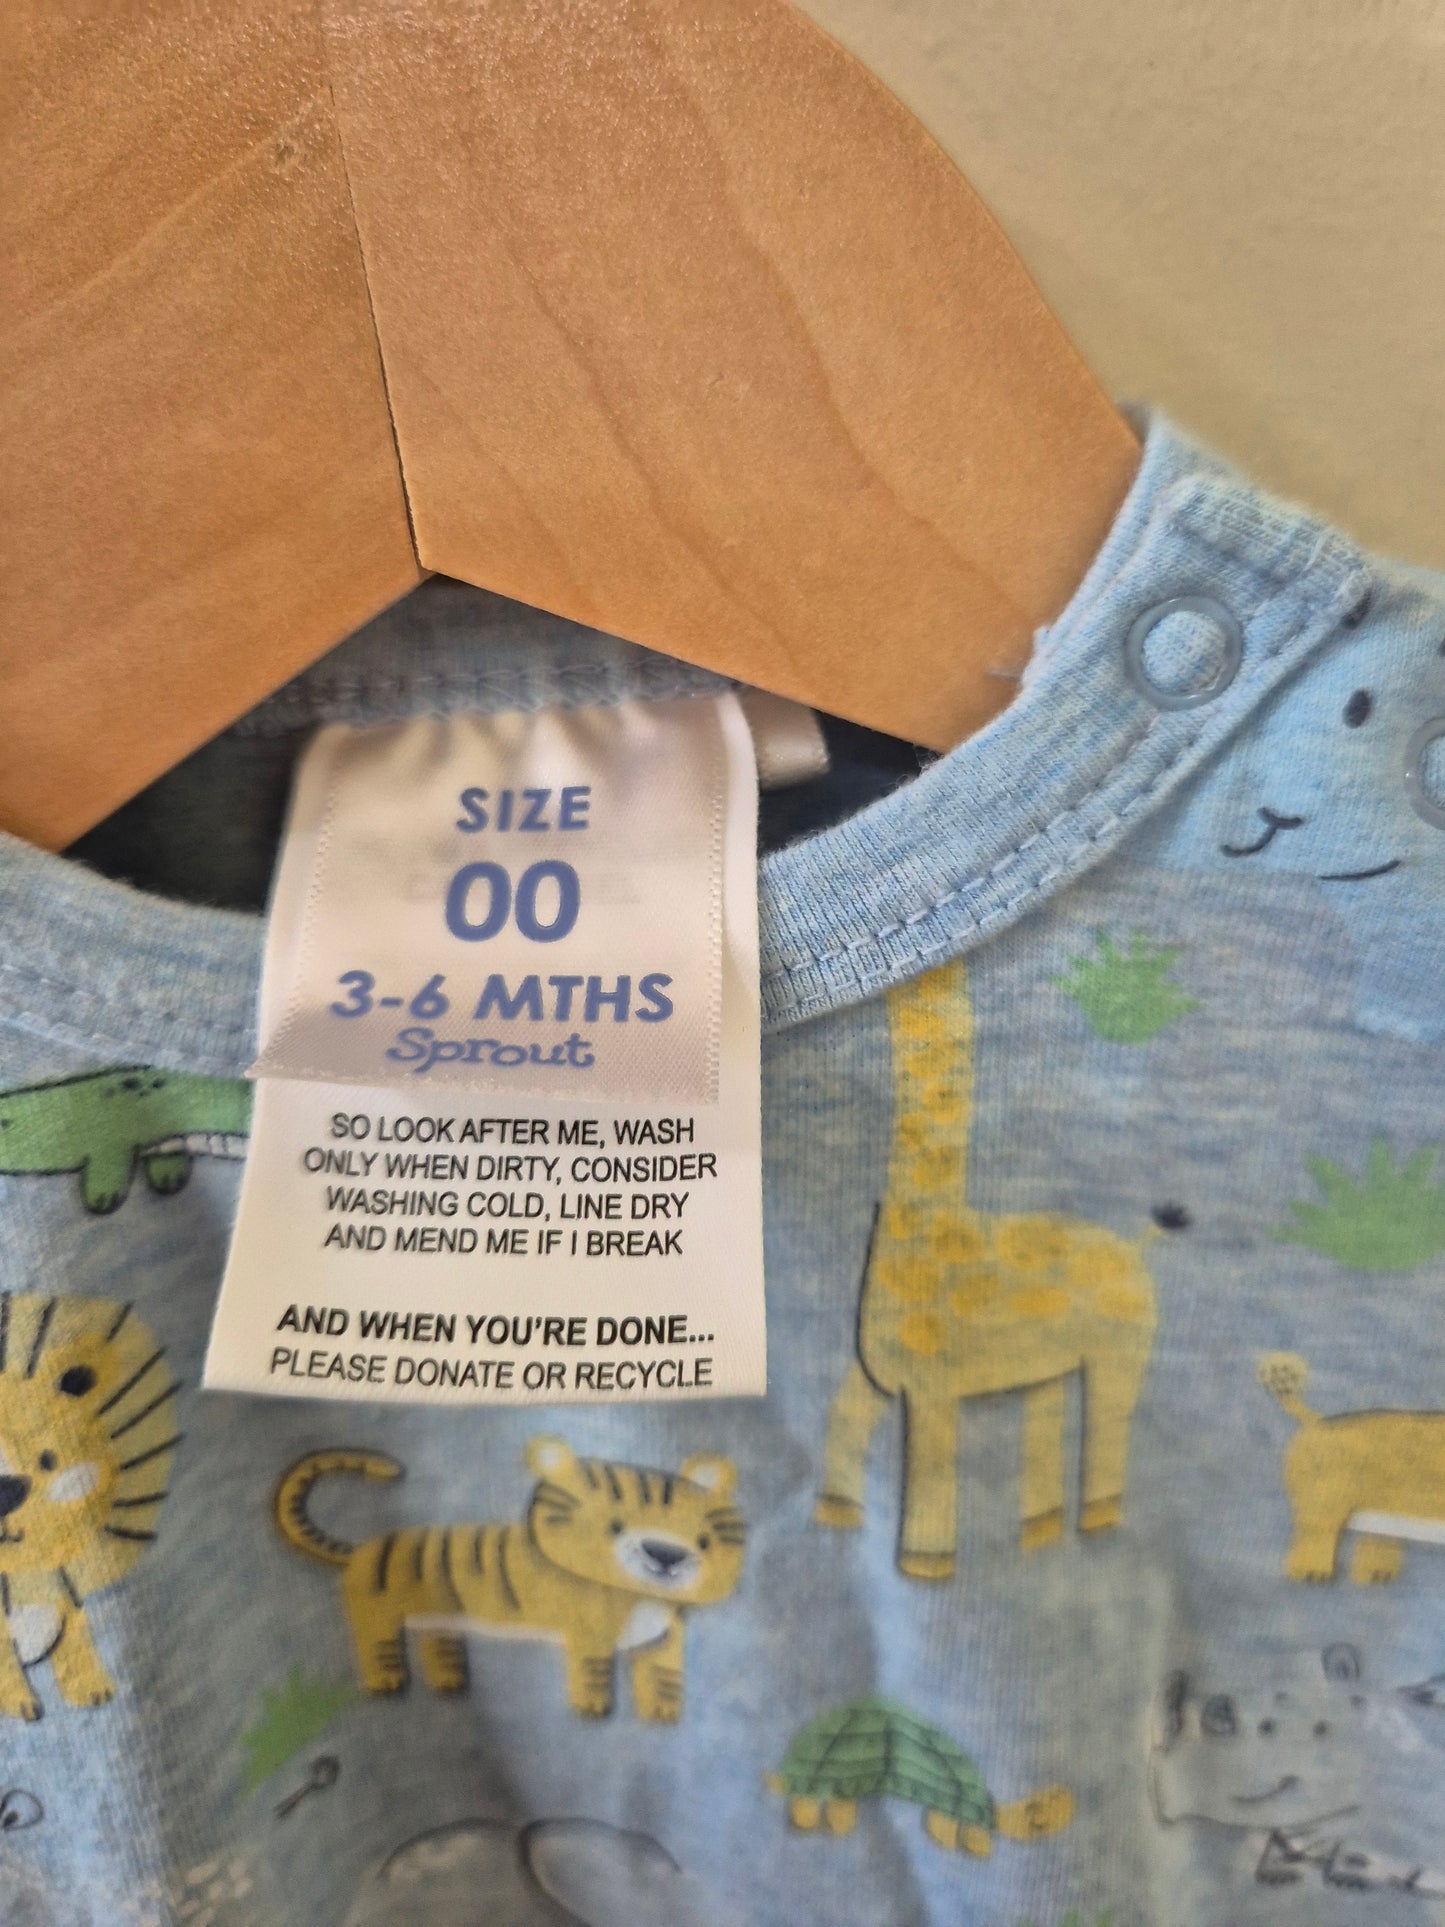 SIZE
00
3-6 MTHS
Sprout
SO LOOK AFTER ME, WASH
ONLY WHEN DIRTY, CONSIDER
WASHING COLD, LINE DRY
AND MEND ME IF I BREAK
AND WHEN YOU'RE DONE...
PLEASE DONATE OR RECYCLE